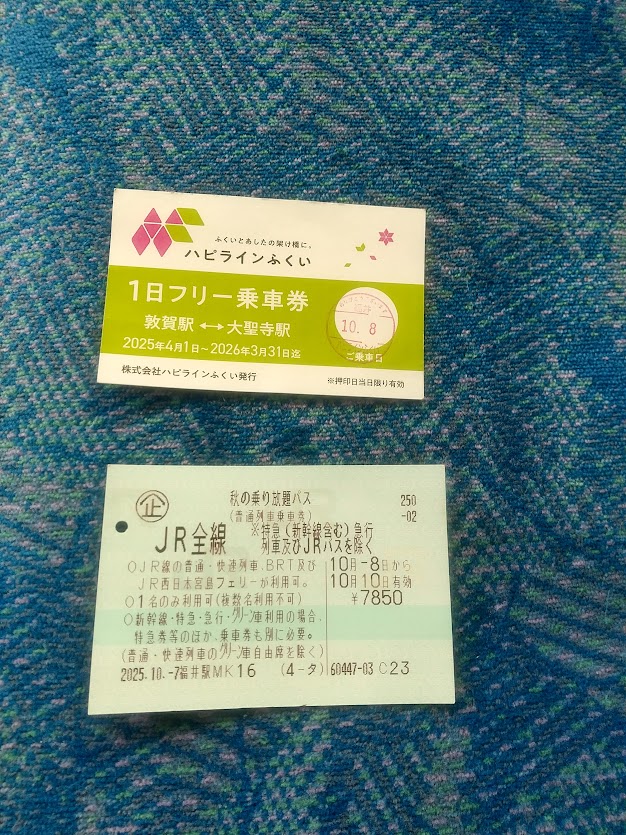 ふくいとあしたの架け橋に。
ハピラインふくい
1日フリー乗車券
敦賀駅 ↔ 大聖寺駅
2025年4月1日~2026年3月31日迄
10. 8
ご乗車日
株式会社ハピラインふくい発行
※押印日当日限り有効
企
秋の乗り放題パス
250
(普通列車乗車券)
-02
JR全線
※特急(新幹線含む)急行
列車及びJRバスを除く
○JR線の普通・快速列車、BRT及び
JR西日本宮島フェリーが利用可。
10月-8日から
10月10日有効
○1名のみ利用可(複数名利用不可)
¥7850
○新幹線・特急・急行・グリーン車利用の場合、
特急券等のほか、乗車券も別に必要。
(普通・快速列車のグリーン車自由席を除く)
2025.10.-7福井駅MK16 (4-タ) 60447-03 C23